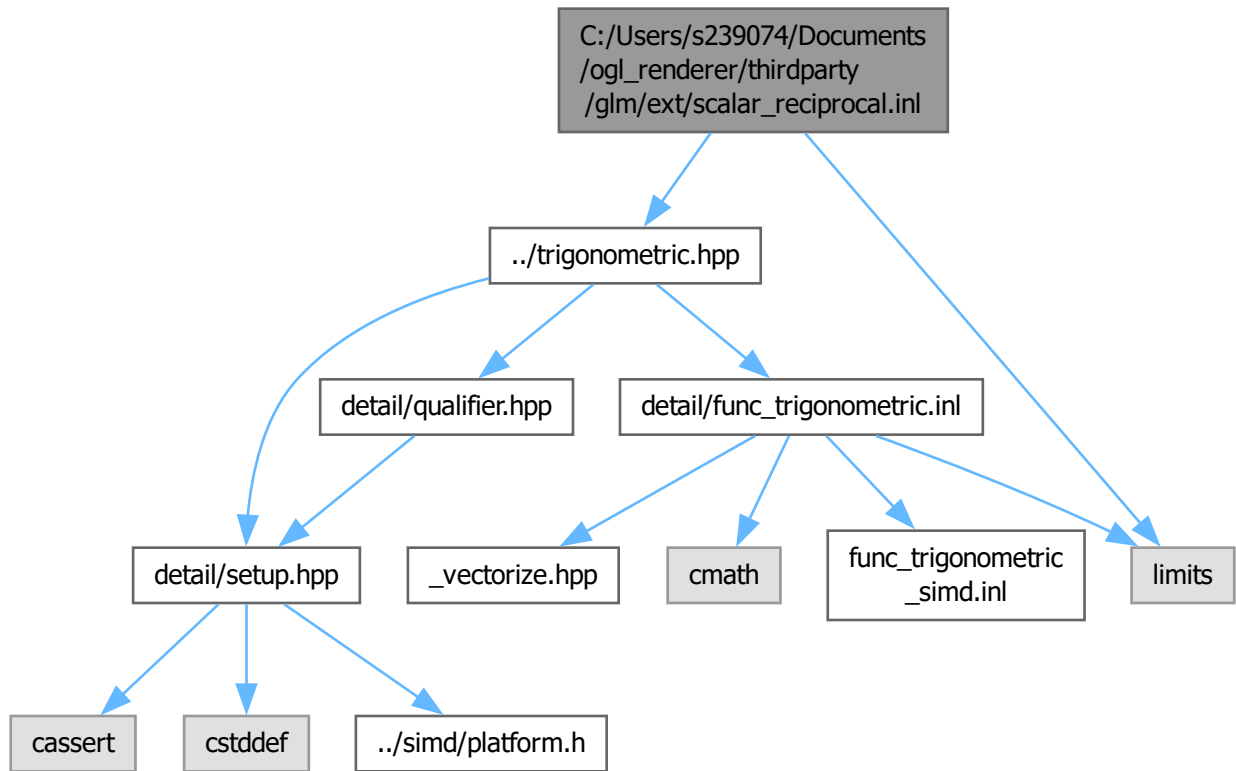 C:/Users/s239074/Documents
/ogl_renderer/thirdparty
/glm/ext/scalar_reciprocal.inl
../trigonometric.hpp
detail/qualifier.hpp
detail/func_trigonometric.inl
detail/setup.hpp
_vectorize.hpp
cmath
func_trigonometric
_simd.inl
limits
cassert
cstddef
../simd/platform.h